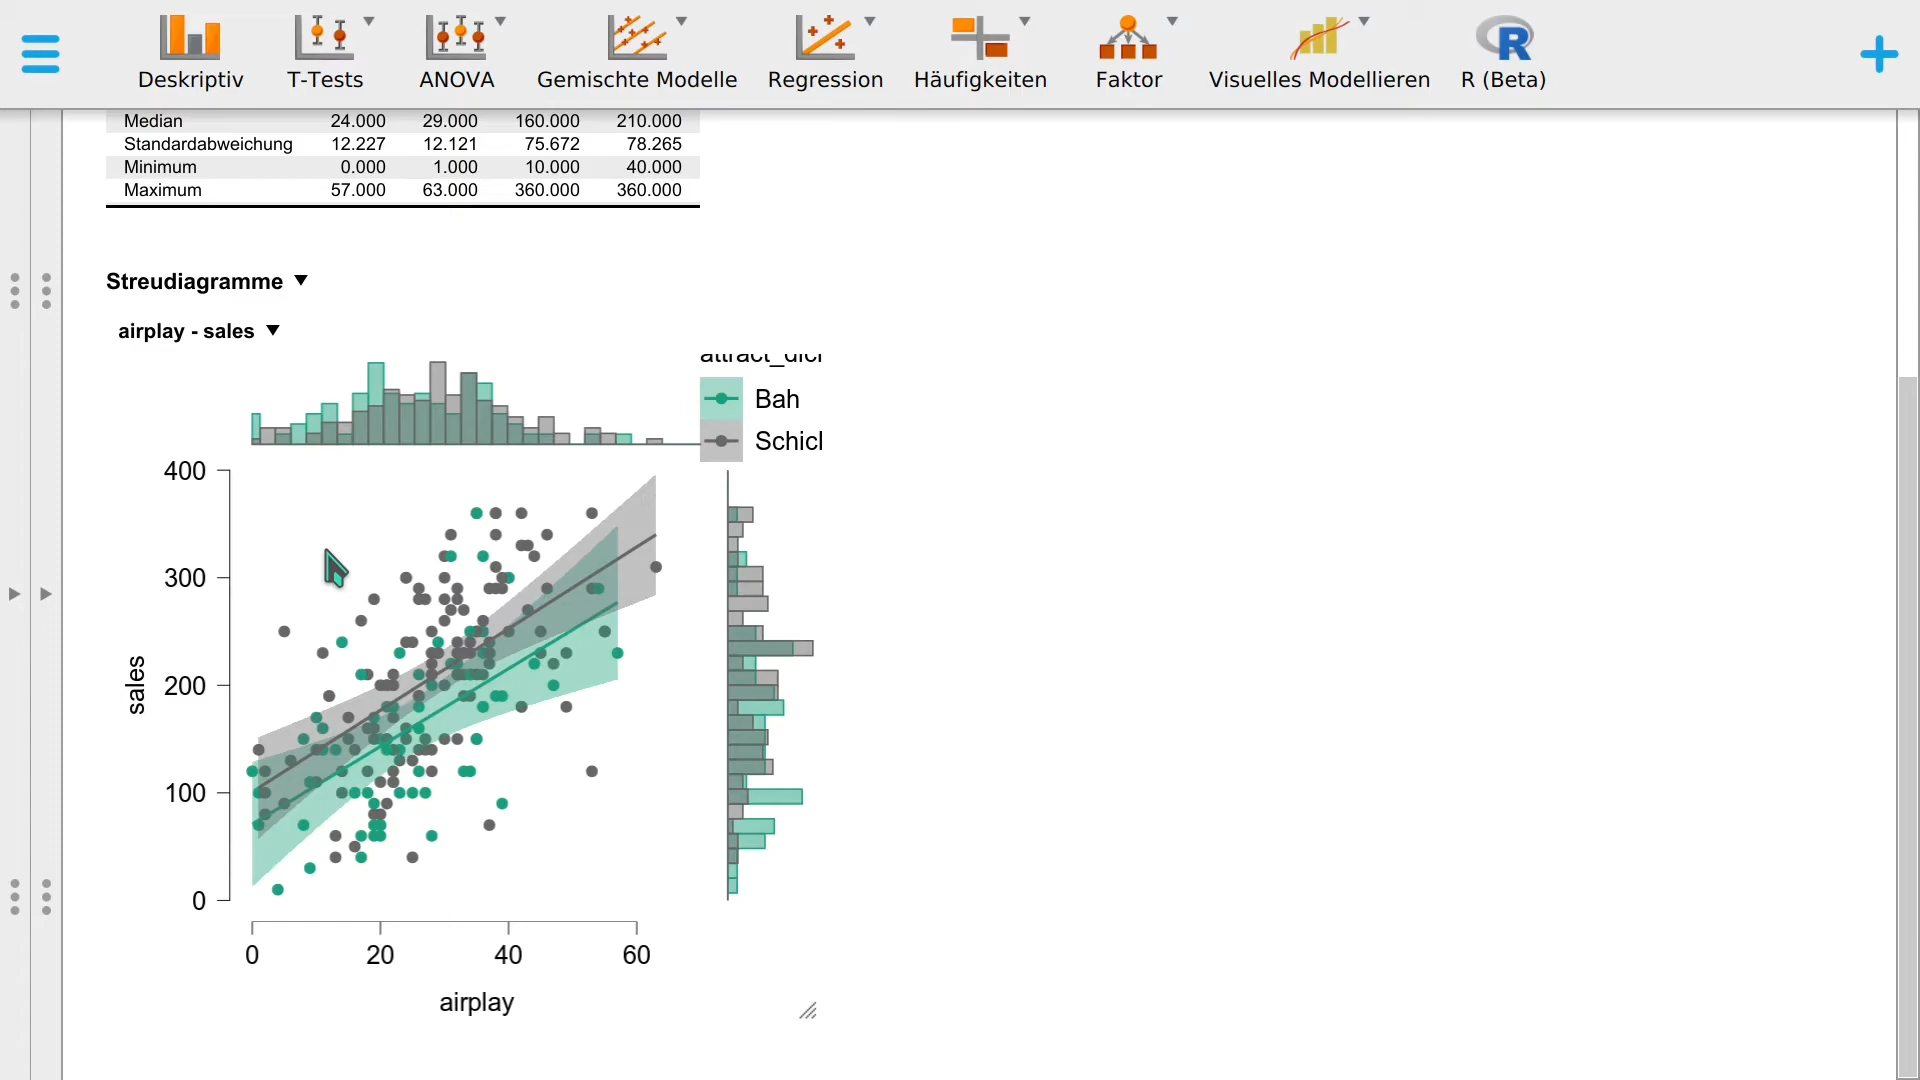 Deskriptiv T-Tests ANOVA Gemischte Modelle Regression Häufigkeiten Faktor Visuelles Modellieren R (Beta)
Median 24.000 29.000 160.000 210.000
Standardabweichung 12.227 12.121 75.672 78.265
Minimum 0.000 1.000 10.000 40.000
Maximum 57.000 63.000 360.000 360.000
Streudiagramme
airplay - sales
Bah
Schicl
400
300
200
100
0
sales
0 20 40 60
airplay